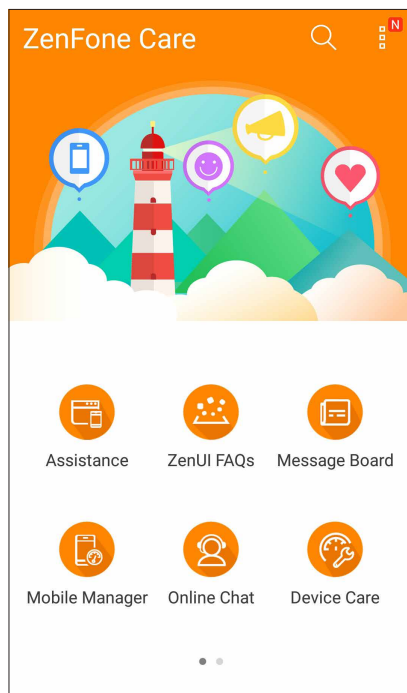 ZenFone Care
N
Assistance
ZenUI FAQs
Message Board
Mobile Manager
Online Chat
Device Care